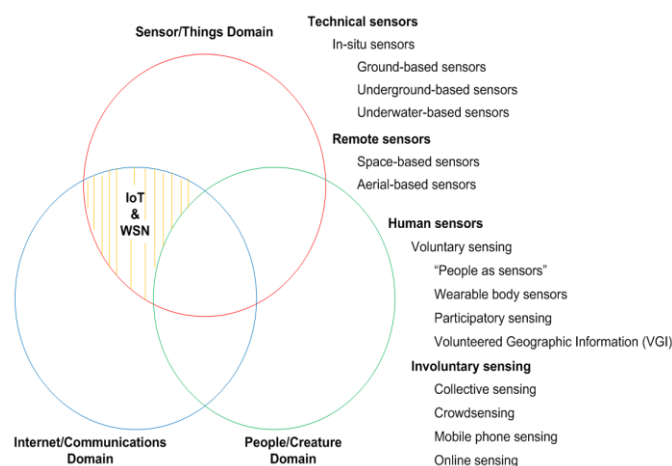 Sensor/Things Domain
Technical sensors
In-situ sensors
Ground-based sensors
Underground-based sensors
Underwater-based sensors
Remote sensors
Space-based sensors
Aerial-based sensors
IoT
&
WSN
Human sensors
Voluntary sensing
“People as sensors”
Wearable body sensors
Participatory sensing
Volunteered Geographic Information (VGI)
Involuntary sensing
Collective sensing
Crowdsensing
Mobile phone sensing
Online sensing
Internet/Communications
Domain
People/Creature
Domain